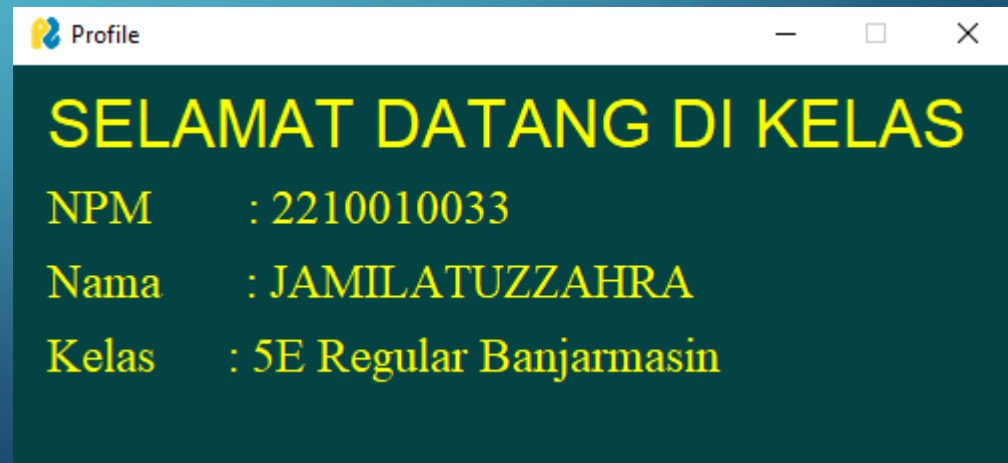 Profile
SELAMAT DATANG DI KELAS
NPM : 2210010033
Nama : JAMILATUZZAHRA
Kelas : 5E Regular Banjarmasin